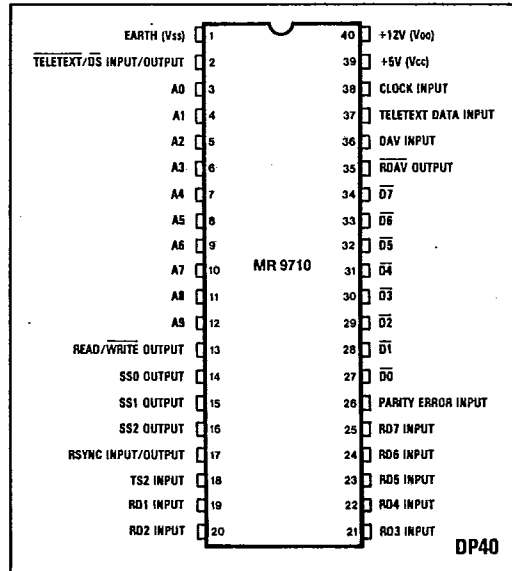 EARTH (Vss) 1 40 +12V (VDD)
TELETEXT/DS INPUT/OUTPUT 2 39 +5V (Vcc)
A0 3 38 CLOCK INPUT
A1 4 37 TELETEXT DATA INPUT
A2 5 36 DAV INPUT
A3 6 35 RDAV OUTPUT
A4 7 34 D7
A5 8 33 D6
A6 9 32 D5
A7 10 MR 9710 31 D4
A8 11 30 D3
A9 12 29 D2
READ/WRITE OUTPUT 13 28 D1
SS0 OUTPUT 14 27 D0
SS1 OUTPUT 15 26 PARITY ERROR INPUT
SS2 OUTPUT 16 25 RD7 INPUT
RSYNC INPUT/OUTPUT 17 24 RD6 INPUT
TS2 INPUT 18 23 RD5 INPUT
RD1 INPUT 19 22 RD4 INPUT
RD2 INPUT 20 21 RD3 INPUT
DP40